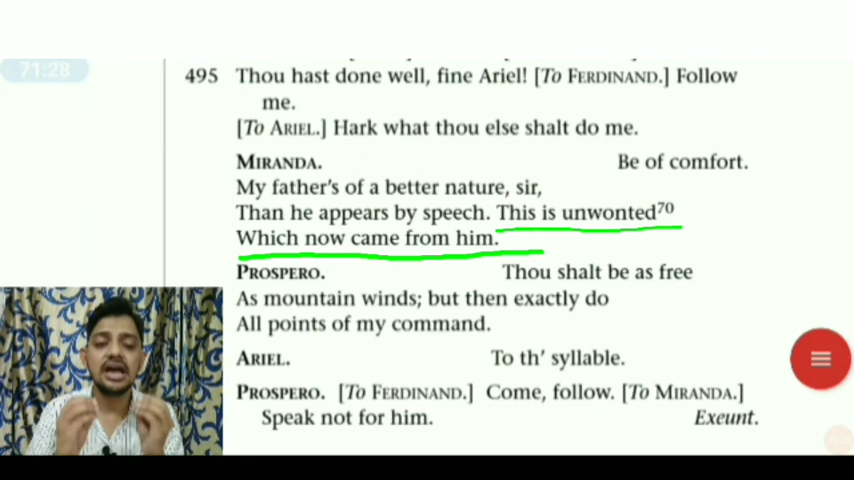 71:28
495 Thou hast done well, fine Ariel! [To FERDINAND.] Follow
me.
[To ARIEL.] Hark what thou else shalt do me.
MIRANDA. Be of comfort.
My father's of a better nature, sir,
Than he appears by speech. This is unwonted⁷⁰
Which now came from him.
PROSPERO. Thou shalt be as free
As mountain winds; but then exactly do
All points of my command.
ARIEL. To th' syllable.
PROSPERO. [To FERDINAND.] Come, follow. [To MIRANDA.]
Speak not for him. Exeunt.